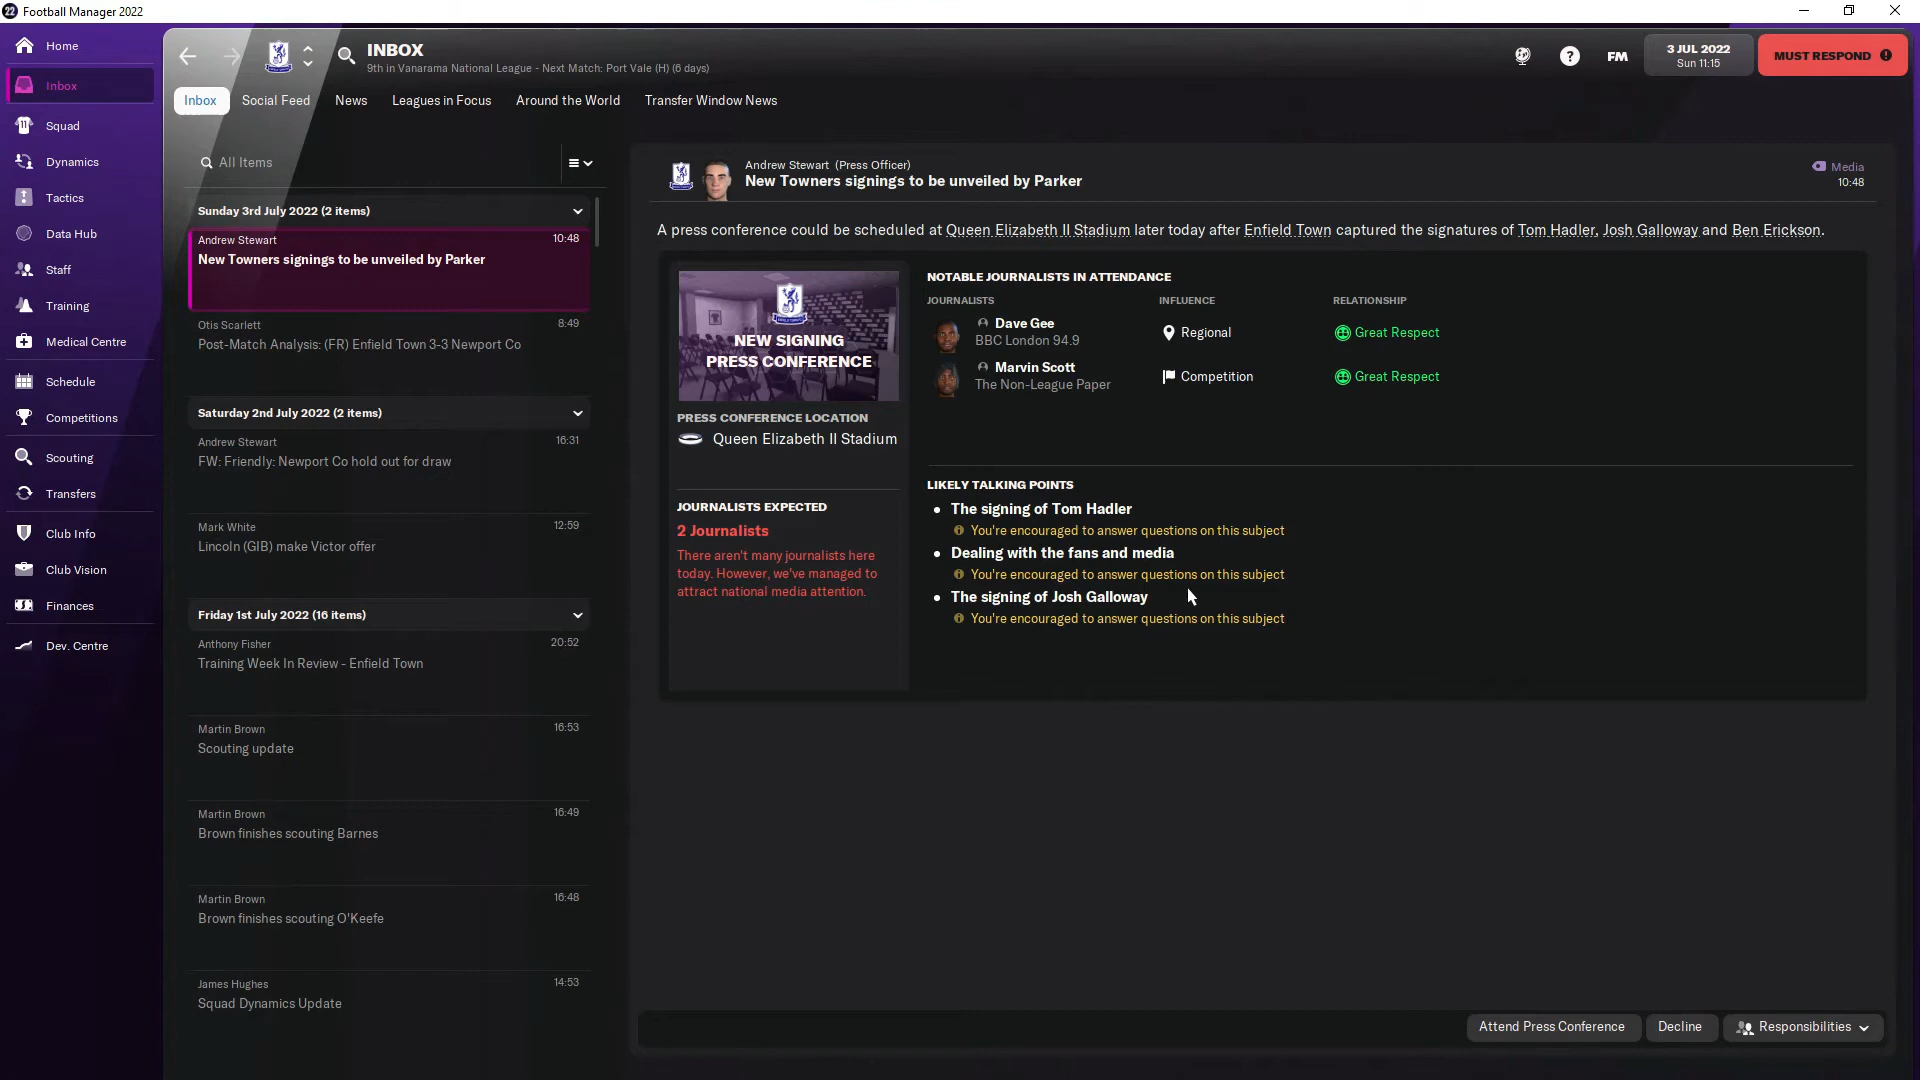 22 Football Manager 2022
Home
Inbox
Squad
Dynamics
Tactics
Data Hub
Staff
Training
Medical Centre
Schedule
Competitions
Scouting
Transfers
Club Info
Club Vision
Finances
Dev. Centre
INBOX
9th in Vanarama National League - Next Match: Port Vale (H) (6 days)
FM
3 JUL 2022
Sun 11:15
MUST RESPOND
Inbox Social Feed News Leagues in Focus Around the World Transfer Window News
All Items
Sunday 3rd July 2022 (2 items)
Andrew Stewart 10:48
New Towners signings to be unveiled by Parker
Otis Scarlett 8:49
Post-Match Analysis: (FR) Enfield Town 3-3 Newport Co
Saturday 2nd July 2022 (2 items)
Andrew Stewart 16:31
FW: Friendly: Newport Co hold out for draw
Mark White 12:59
Lincoln (GIB) make Victor offer
Friday 1st July 2022 (16 items)
Anthony Fisher 20:52
Training Week In Review - Enfield Town
Martin Brown 16:53
Scouting update
Martin Brown 16:49
Brown finishes scouting Barnes
Martin Brown 16:48
Brown finishes scouting O'Keefe
James Hughes 14:53
Squad Dynamics Update
Andrew Stewart (Press Officer)
New Towners signings to be unveiled by Parker
Media
10:48
A press conference could be scheduled at Queen Elizabeth II Stadium later today after Enfield Town captured the signatures of Tom Hadler, Josh Galloway and Ben Erickson.
NEW SIGNING
PRESS CONFERENCE
PRESS CONFERENCE LOCATION
Queen Elizabeth II Stadium
JOURNALISTS EXPECTED
2 Journalists
There aren't many journalists here
today. However, we've managed to
attract national media attention.
NOTABLE JOURNALISTS IN ATTENDANCE
JOURNALISTS INFLUENCE RELATIONSHIP
Dave Gee
BBC London 94.9
Regional
Great Respect
Marvin Scott
The Non-League Paper
Competition
Great Respect
LIKELY TALKING POINTS
• The signing of Tom Hadler
You're encouraged to answer questions on this subject
• Dealing with the fans and media
You're encouraged to answer questions on this subject
• The signing of Josh Galloway
You're encouraged to answer questions on this subject
Attend Press Conference Decline Responsibilities